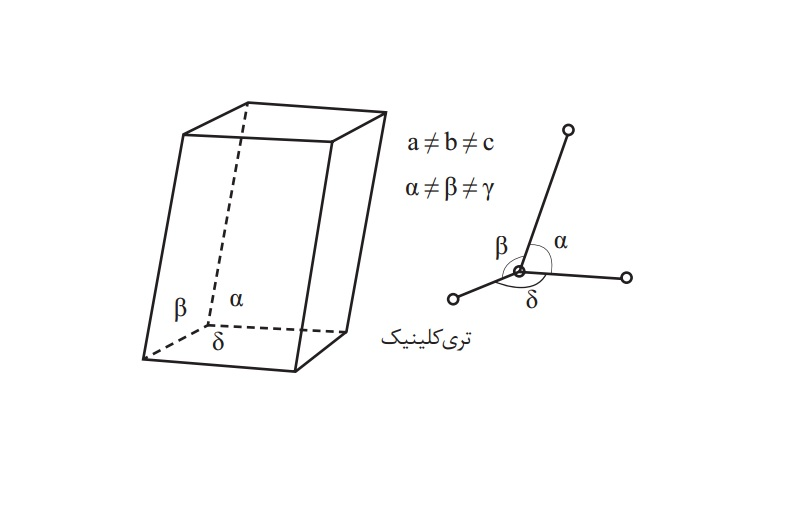 a ≠ b ≠ c
α ≠ β ≠ γ
β α
δ
β α
δ
تری‌کلینیک